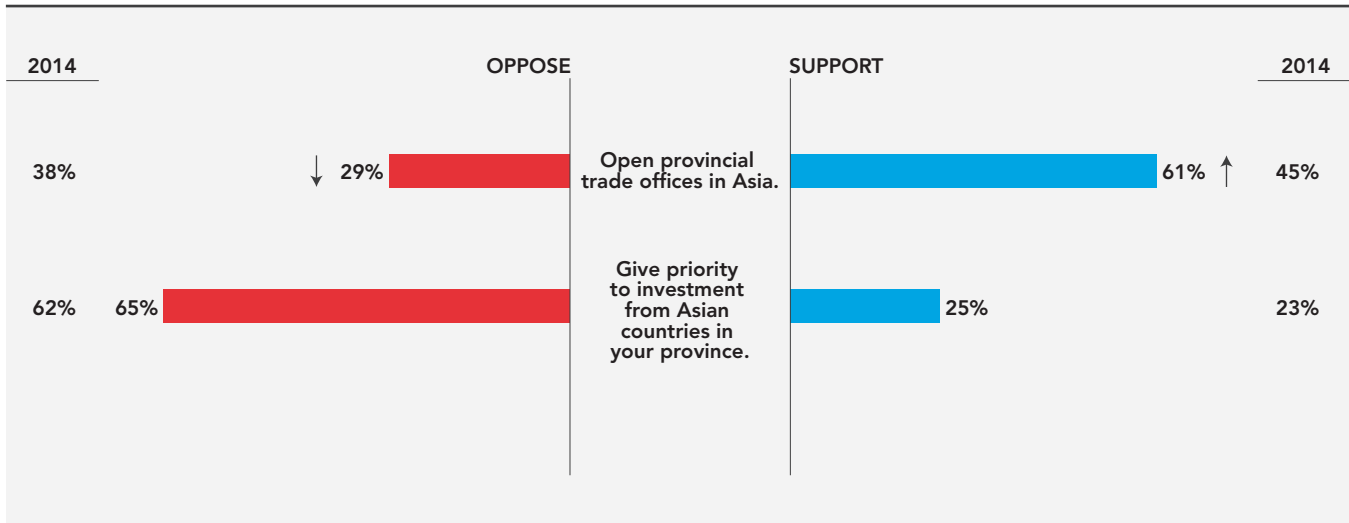 2014 OPPOSE SUPPORT 2014
38% 29% Open provincial 61% 45%
trade offices in Asia.
Give priority
to investment
62% 65% from Asian 25% 23%
countries in
your province.